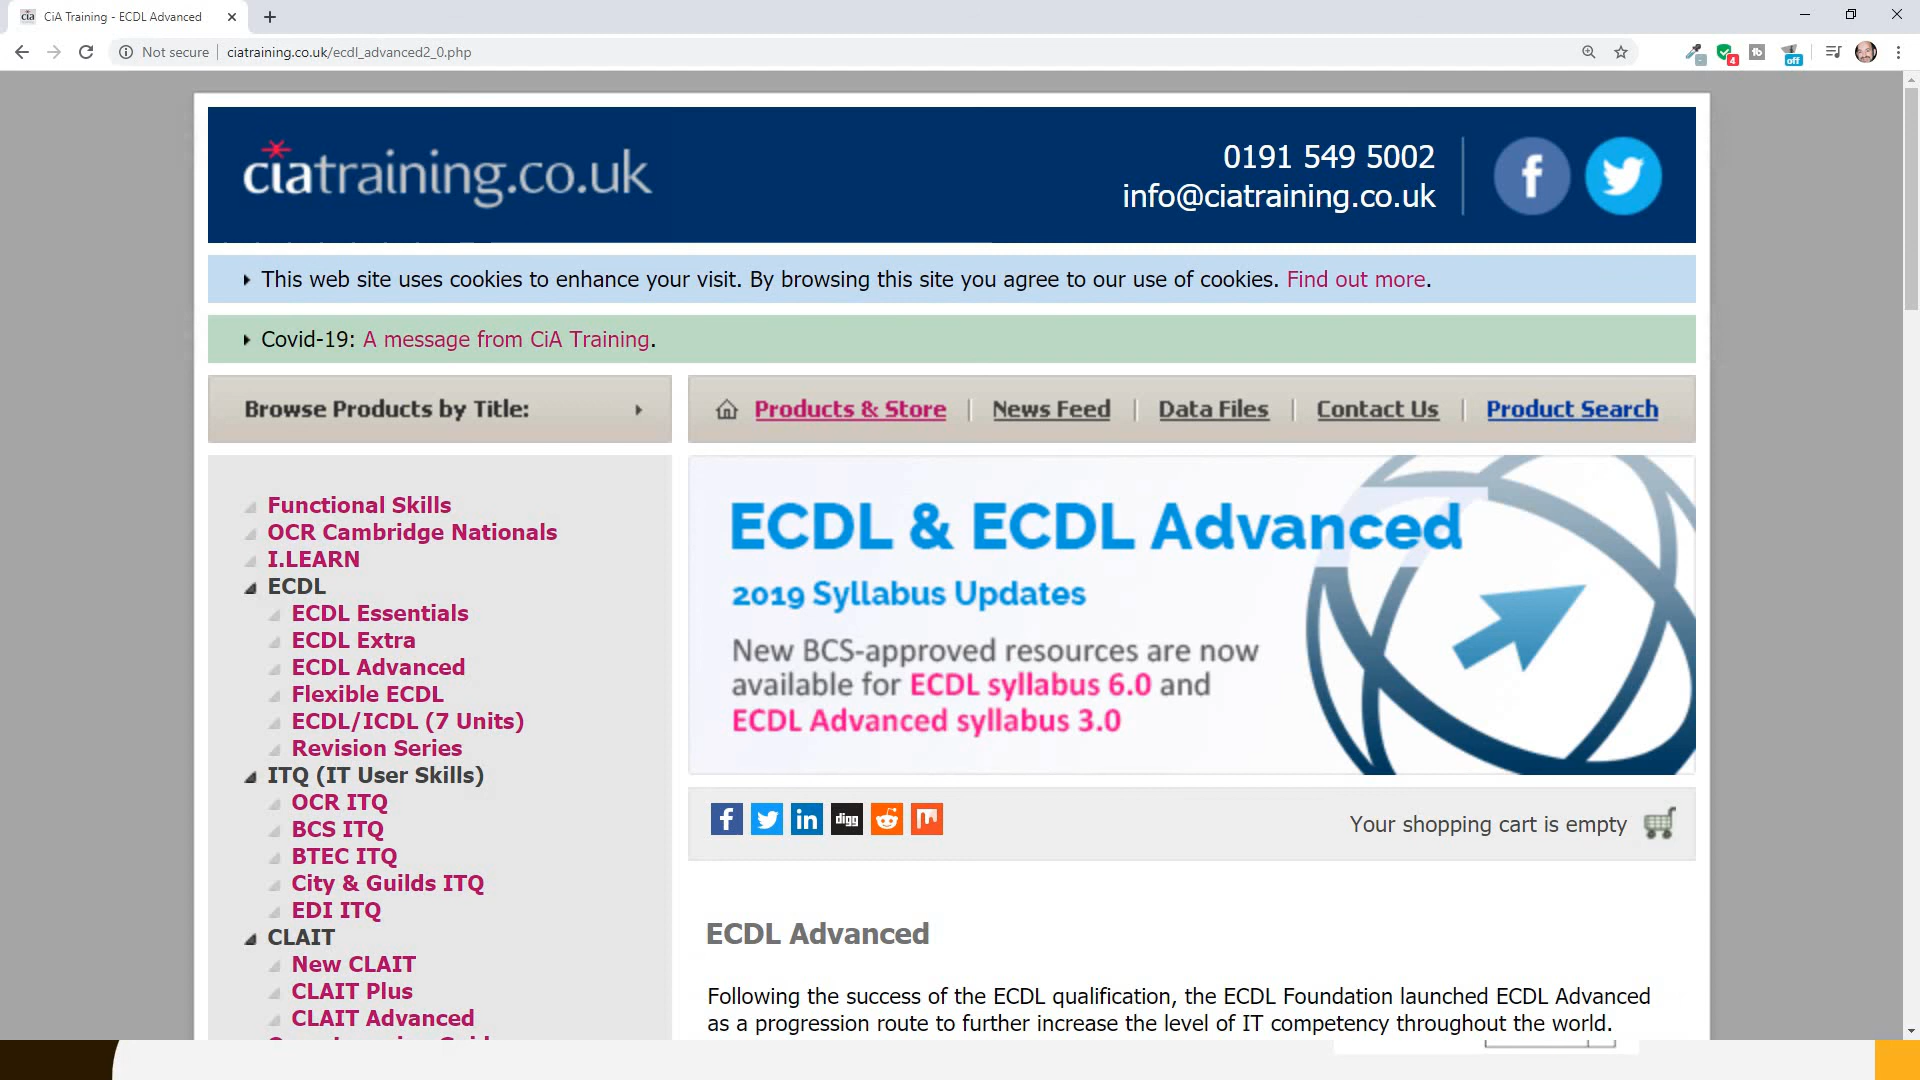 CiA Training - ECDL Advanced
Not secure
ciatraining.co.uk/ecdl_advanced2_0.php
4
off
ciatraining.co.uk
0191 549 5002
info@ciatraining.co.uk
This web site uses cookies to enhance your visit. By browsing this site you agree to our use of cookies. Find out more.
Covid-19: A message from CiA Training.
Browse Products by Title:
Products & Store | News Feed | Data Files | Contact Us | Product Search
Functional Skills
OCR Cambridge Nationals
I.LEARN
ECDL
ECDL Essentials
ECDL Extra
ECDL Advanced
Flexible ECDL
ECDL/ICDL (7 Units)
Revision Series
ITQ (IT User Skills)
OCR ITQ
BCS ITQ
BTEC ITQ
City & Guilds ITQ
EDI ITQ
CLAIT
New CLAIT
CLAIT Plus
CLAIT Advanced
ECDL & ECDL Advanced
2019 Syllabus Updates
New BCS-approved resources are now
available for ECDL syllabus 6.0 and
ECDL Advanced syllabus 3.0
digg
Your shopping cart is empty
ECDL Advanced
Following the success of the ECDL qualification, the ECDL Foundation launched ECDL Advanced
as a progression route to further increase the level of IT competency throughout the world.